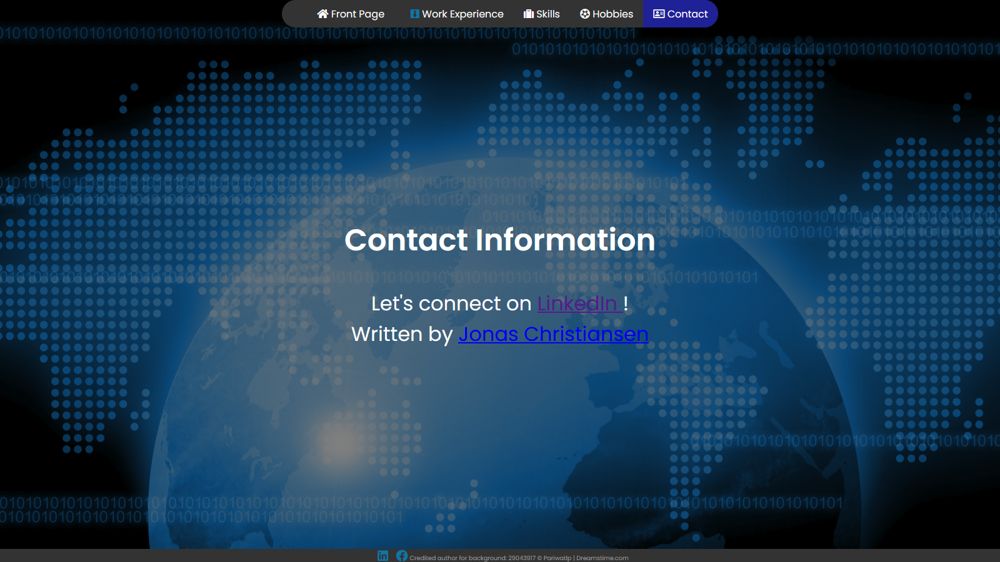 Front Page Work Experience Skills Hobbies Contact
Contact Information
Let's connect on LinkedIn !
Written by Jonas Christiansen
Credited author for background: 29043917 © Pariwatlp | Dreamstime.com